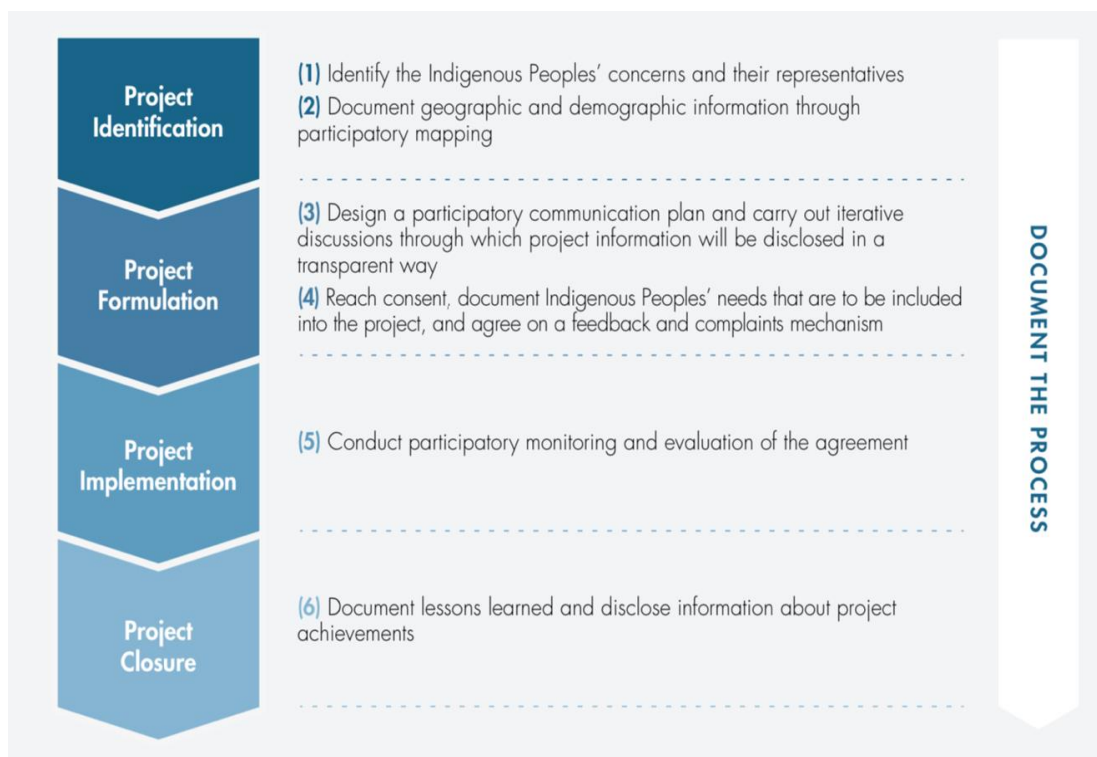 Project
Identification
(1) Identify the Indigenous Peoples’ concerns and their representatives
(2) Document geographic and demographic information through
participatory mapping
Project
Formulation
(3) Design a participatory communication plan and carry out iterative
discussions through which project information will be disclosed in a
transparent way
(4) Reach consent, document Indigenous Peoples’ needs that are to be included
into the project, and agree on a feedback and complaints mechanism
Project
Implementation
(5) Conduct participatory monitoring and evaluation of the agreement
Project
Closure
(6) Document lessons learned and disclose information about project
achievements
DOCUMENT THE PROCESS